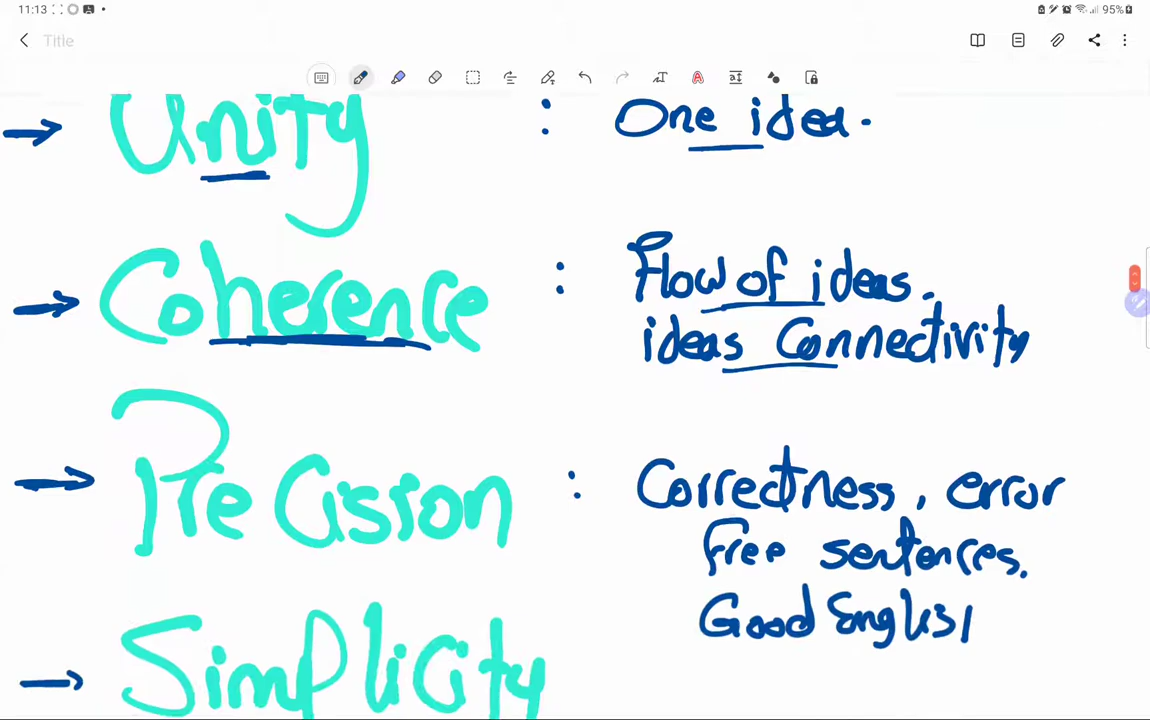 11:13 95%
Title
→ Unity : One idea.
→ Coherence : Flow of ideas.
ideas Connectivity
→ Precision : Correctness, error
free sentences.
Good Englis
→ Simplicity